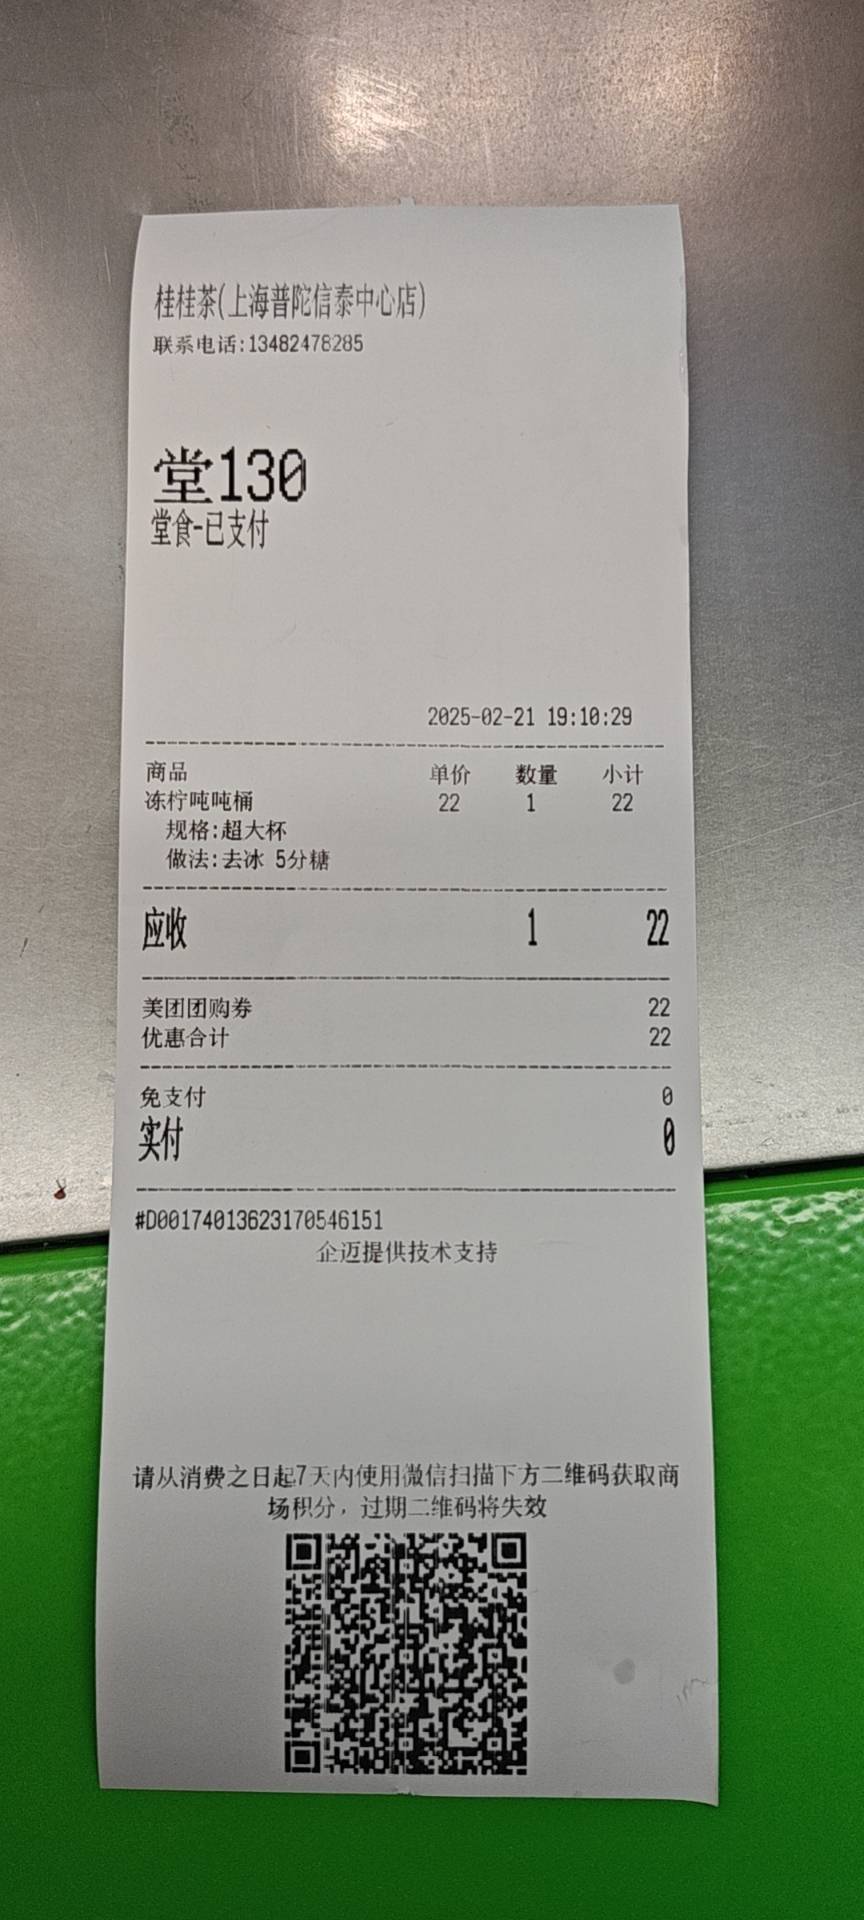 桂桂茶(上海普陀信泰中心店)
联系电话:13482478285
堂130
堂食-已支付
2025-02-21 19:10:29
商品 单价 数量 小计
冻柠吨吨桶 22 1 22
规格:超大杯
做法:去冰 5分糖
应收 1 22
美团团购券 22
优惠合计 22
免支付 0
实付 0
#D001740136231​70546151
企迈提供技术支持
请从消费之日起7天内使用微信扫描下方二维码获取商
场积分，过期二维码将失效